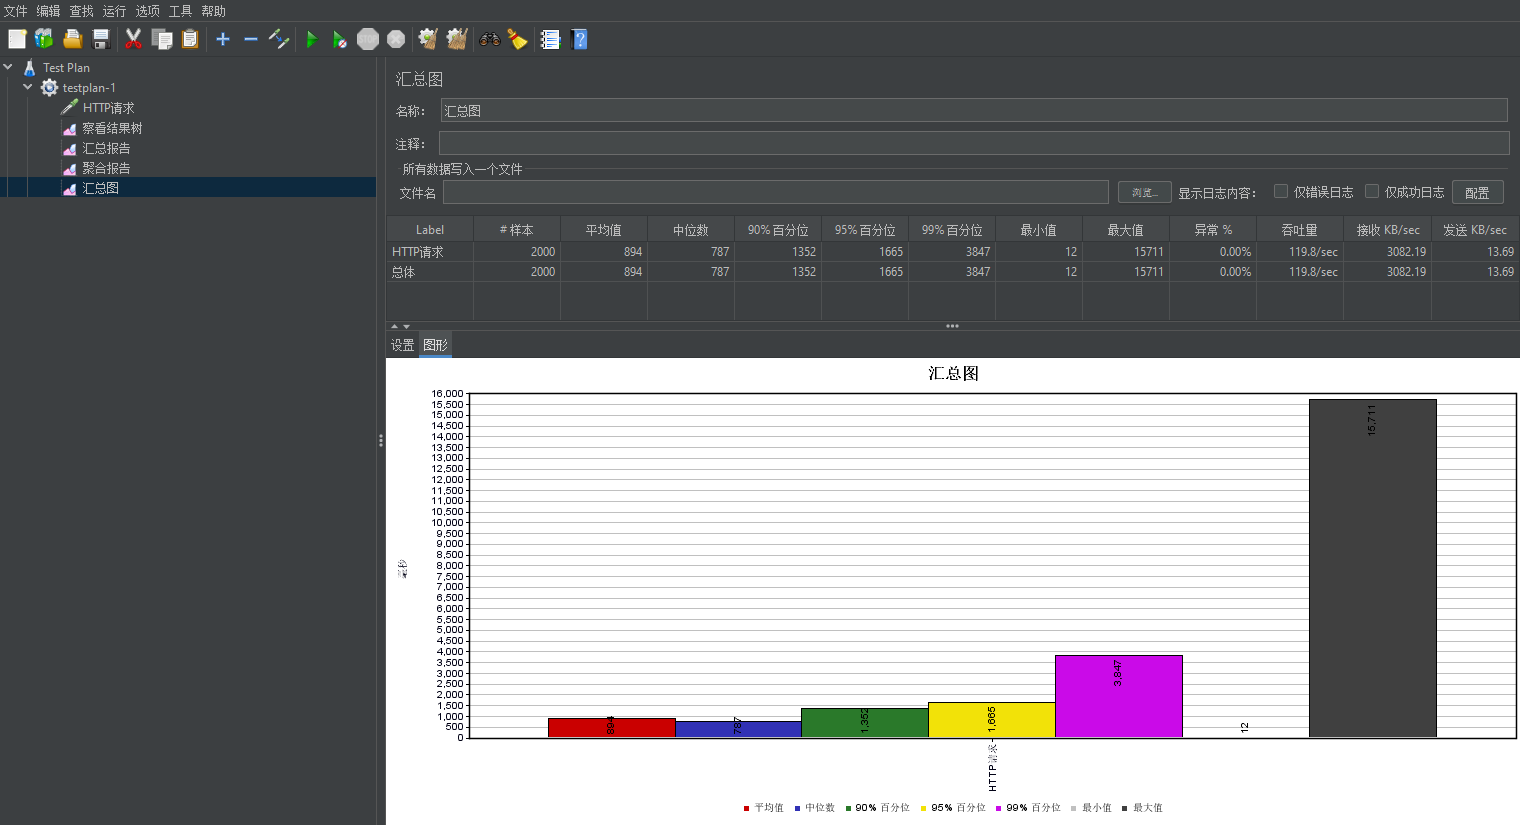 文件 编辑 查找 运行 选项 工具 帮助
Test Plan
testplan-1
HTTP请求
察看结果树
汇总报告
聚合报告
汇总图
汇总图
名称： 汇总图
注释：
所有数据写入一个文件
文件名 浏览... 显示日志内容： 仅错误日志 仅成功日志 配置
Label # 样本 平均值 中位数 90% 百分位 95% 百分位 99% 百分位 最小值 最大值 异常 % 吞吐量 接收 KB/sec 发送 KB/sec
HTTP请求 2000 894 787 1352 1665 3847 12 15711 0.00% 119.8/sec 3082.19 13.69
总体 2000 894 787 1352 1665 3847 12 15711 0.00% 119.8/sec 3082.19 13.69
设置 图形
汇总图
16,000
15,500
15,000
14,500
14,000
13,500
13,000
12,500
12,000
11,500
11,000
10,500
10,000
9,500
9,000
8,500
8,000
7,500
7,000
6,500
6,000
5,500
5,000
4,500
4,000
3,500
3,000
2,500
2,000
1,500
1,000
500
0
894
787
1,352
1,665
3,847
12
15,711
HTTP请求
平均值 中位数 90% 百分位 95% 百分位 99% 百分位 最小值 最大值